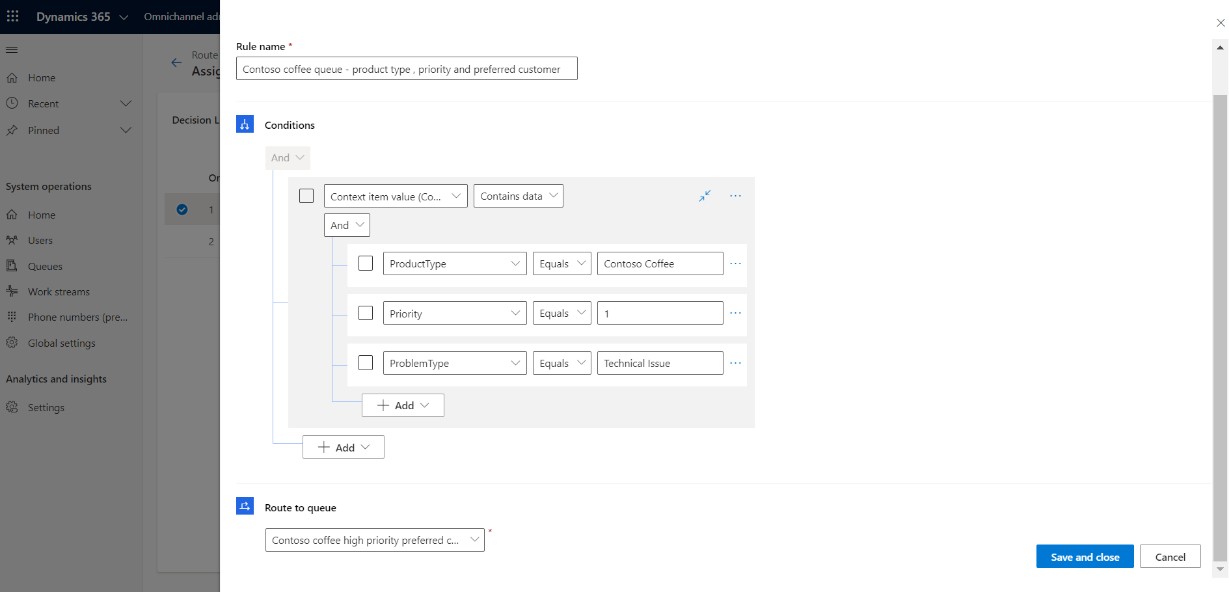 Dynamics 365
Omnichannel ad
Home
Recent
Pinned
System operations
Home
Users
Queues
Work streams
Phone numbers (pre...
Global settings
Analytics and insights
Settings
Route
Assig
Decision L
Or
1
2
Rule name *
Contoso coffee queue - product type , priority and preferred customer
Conditions
And
Context item value (Co... Contains data ...
And
ProductType Equals Contoso Coffee ...
Priority Equals 1 ...
ProblemType Equals Technical Issue ...
+ Add
+ Add
Route to queue
Contoso coffee high priority preferred c... *
Save and close Cancel